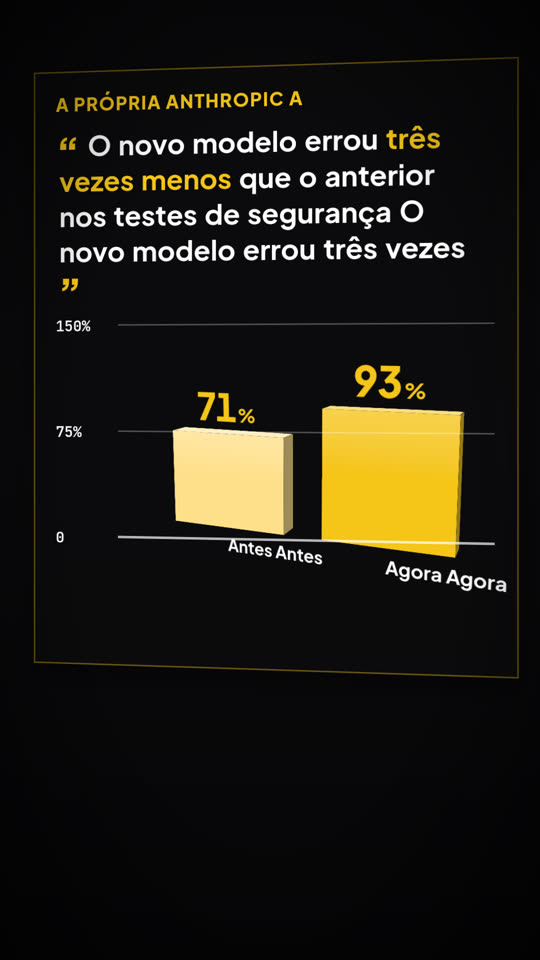 A PRÓPRIA ANTHROPIC A
“ O novo modelo errou três
vezes menos que o anterior
nos testes de segurança O
novo modelo errou três vezes
”
150%
93%
71%
75%
0
Antes Antes
Agora Agora